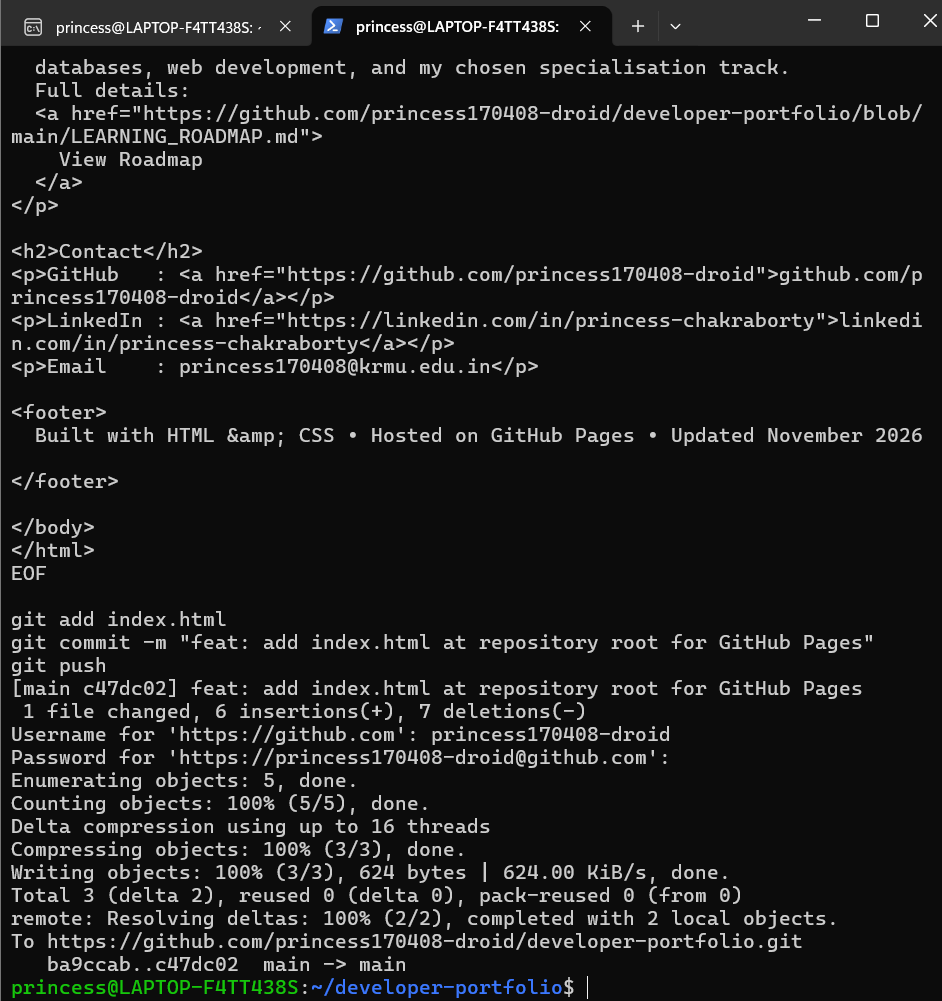 princess@LAPTOP-F4TT438S: ~
princess@LAPTOP-F4TT438S:
  databases, web development, and my chosen specialisation track.
  Full details:
  <a href="https://github.com/princess170408-droid/developer-portfolio/blob/
main/LEARNING_ROADMAP.md">
    View Roadmap
  </a>
</p>

<h2>Contact</h2>
<p>GitHub   : <a href="https://github.com/princess170408-droid">github.com/p
rincess170408-droid</a></p>
<p>LinkedIn : <a href="https://linkedin.com/in/princess-chakraborty">linkedi
n.com/in/princess-chakraborty</a></p>
<p>Email    : princess170408@krmu.edu.in</p>

<footer>
  Built with HTML &amp; CSS • Hosted on GitHub Pages • Updated November 2026

</footer>

</body>
</html>
EOF

git add index.html
git commit -m "feat: add index.html at repository root for GitHub Pages"
git push
[main c47dc02] feat: add index.html at repository root for GitHub Pages
 1 file changed, 6 insertions(+), 7 deletions(-)
Username for 'https://github.com': princess170408-droid
Password for 'https://princess170408-droid@github.com':
Enumerating objects: 5, done.
Counting objects: 100% (5/5), done.
Delta compression using up to 16 threads
Compressing objects: 100% (3/3), done.
Writing objects: 100% (3/3), 624 bytes | 624.00 KiB/s, done.
Total 3 (delta 2), reused 0 (delta 0), pack-reused 0 (from 0)
remote: Resolving deltas: 100% (2/2), completed with 2 local objects.
To https://github.com/princess170408-droid/developer-portfolio.git
   ba9ccab..c47dc02  main -> main
princess@LAPTOP-F4TT438S:~/developer-portfolio$